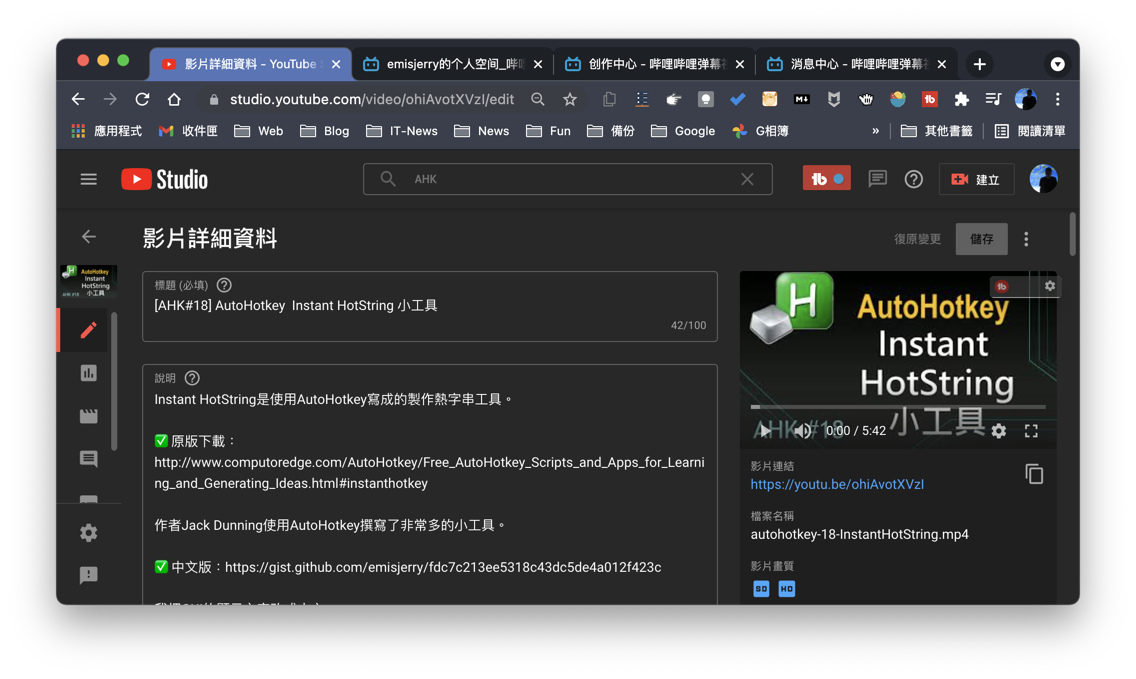 影片詳細資料 - YouTube
emisjerry的个人空间_哔
创作中心 - 哔哩哔哩弹幕
消息中心 - 哔哩哔哩弹幕
studio.youtube.com/video/ohiAvotXVzI/edit
應用程式 收件匣 Web Blog IT-News News Fun 備份 Google G相簿 » 其他書籤 閱讀清單
Studio
AHK
建立
影片詳細資料
復原變更
儲存
AutoHotkey
Instant
HotString
小工具
AHK #18
標題 (必填)
[AHK#18] AutoHotkey Instant HotString 小工具
42/100
說明
Instant HotString是使用AutoHotkey寫成的製作熱字串工具。
✅ 原版下載：
http://www.computoredge.com/AutoHotkey/Free_AutoHotkey_Scripts_and_Apps_for_Learni
ng_and_Generating_Ideas.html#instanthotkey
作者Jack Dunning使用AutoHotkey撰寫了非常多的小工具。
✅ 中文版：https://gist.github.com/emisjerry/fdc7c213ee5318c43dc5de4a012f423c
H
AutoHotkey
Instant
HotString
小工具
AHK #18
0:00 / 5:42
影片連結
https://youtu.be/ohiAvotXVzI
檔案名稱
autohotkey-18-InstantHotString.mp4
影片畫質
SD HD